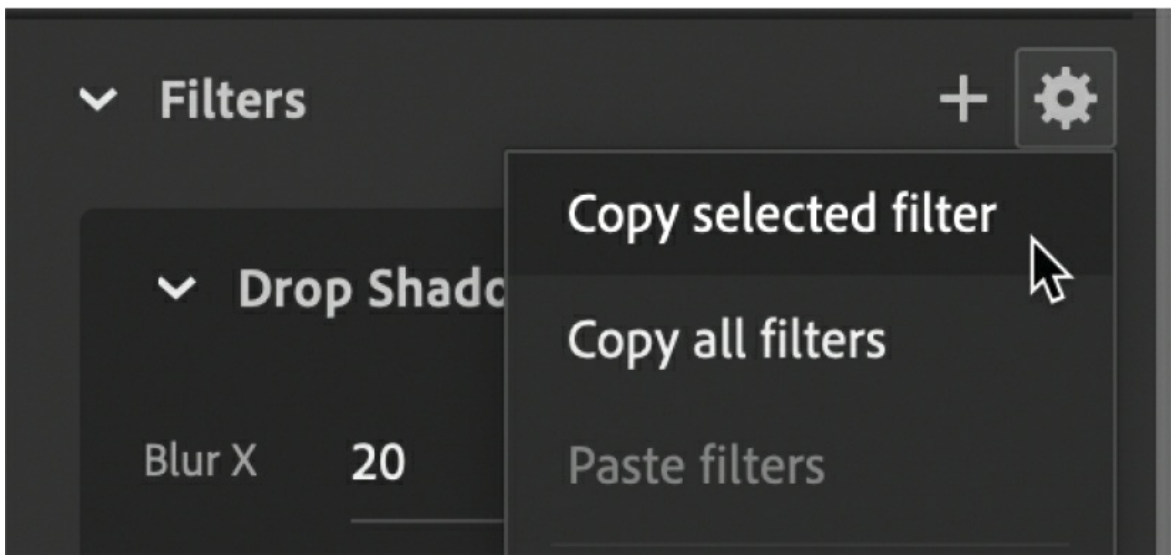 Filters
Copy selected filter
Drop Shado
Copy all filters
Blur X 20
Paste filters